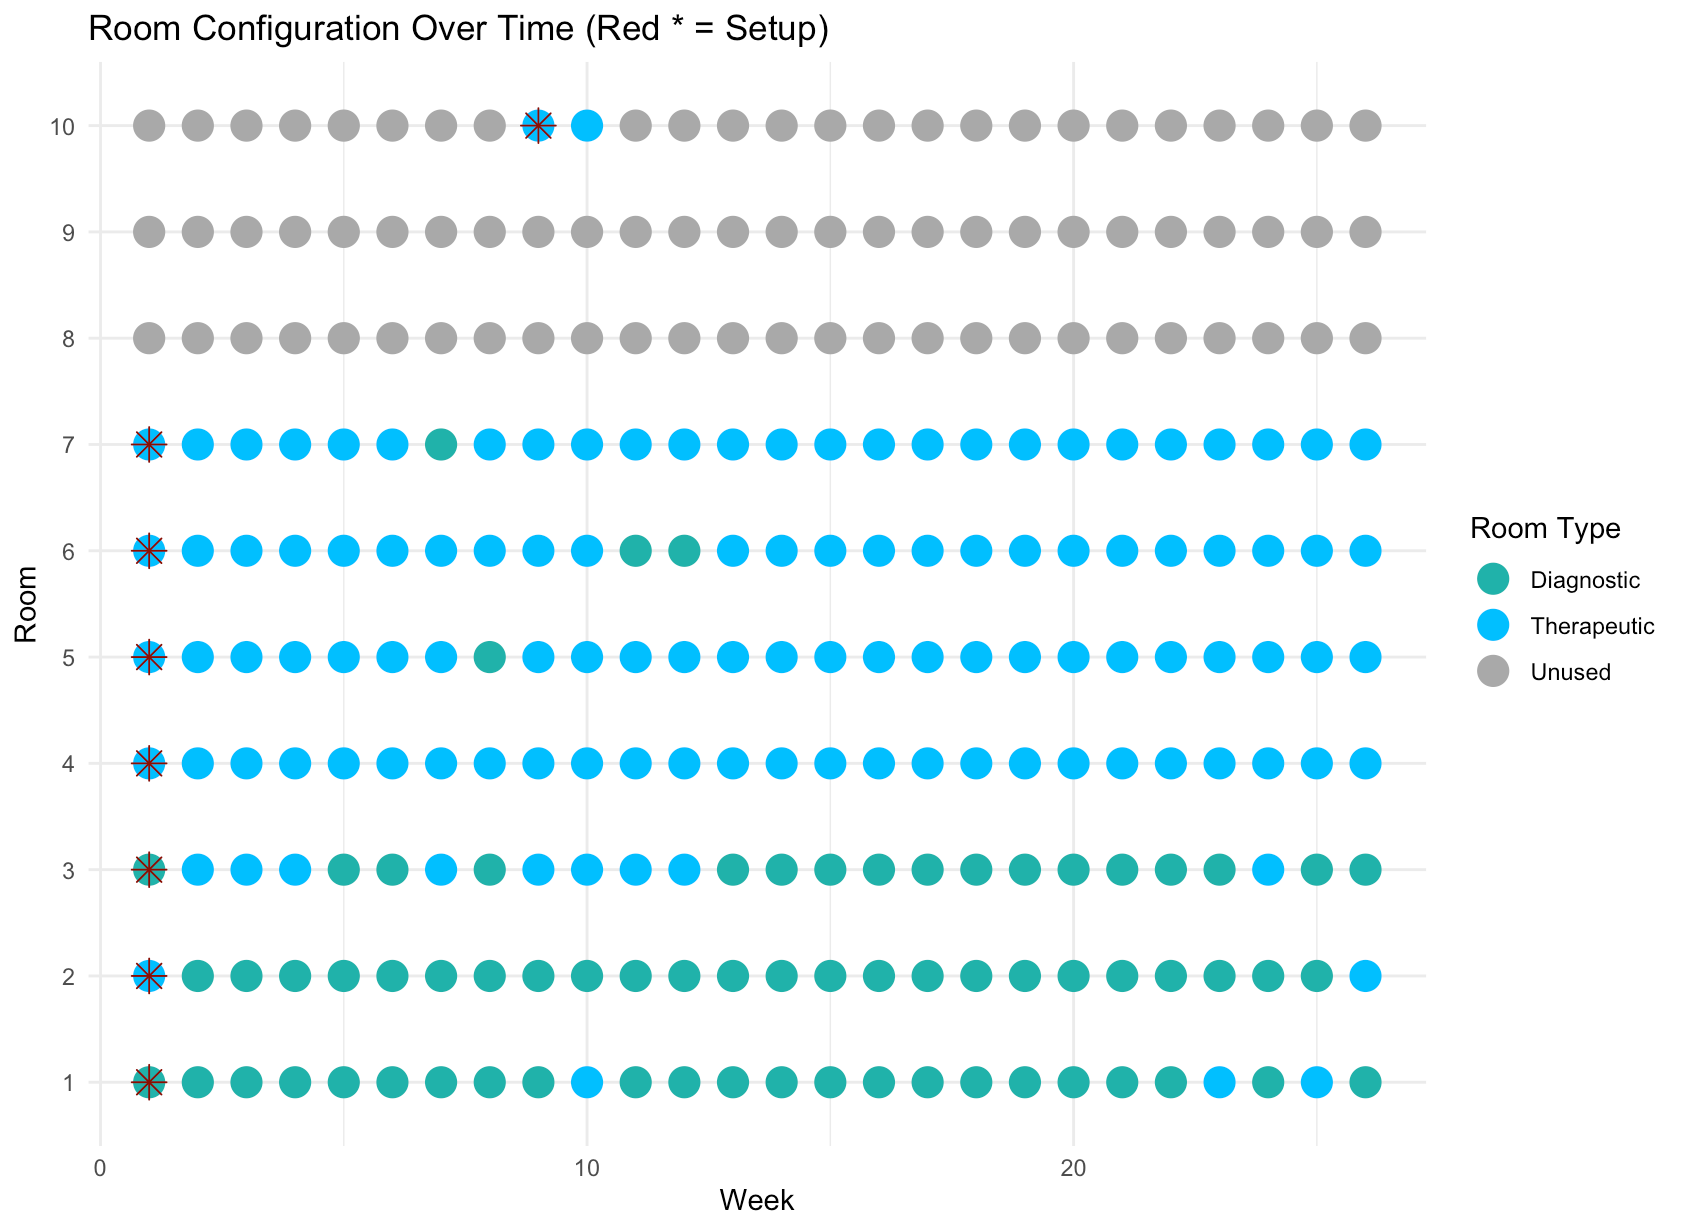 Room Configuration Over Time (Red * = Setup)
10
9
8
7
6
5
4
3
2
1
Room
0
10
20
Week
Room Type
Diagnostic
Therapeutic
Unused